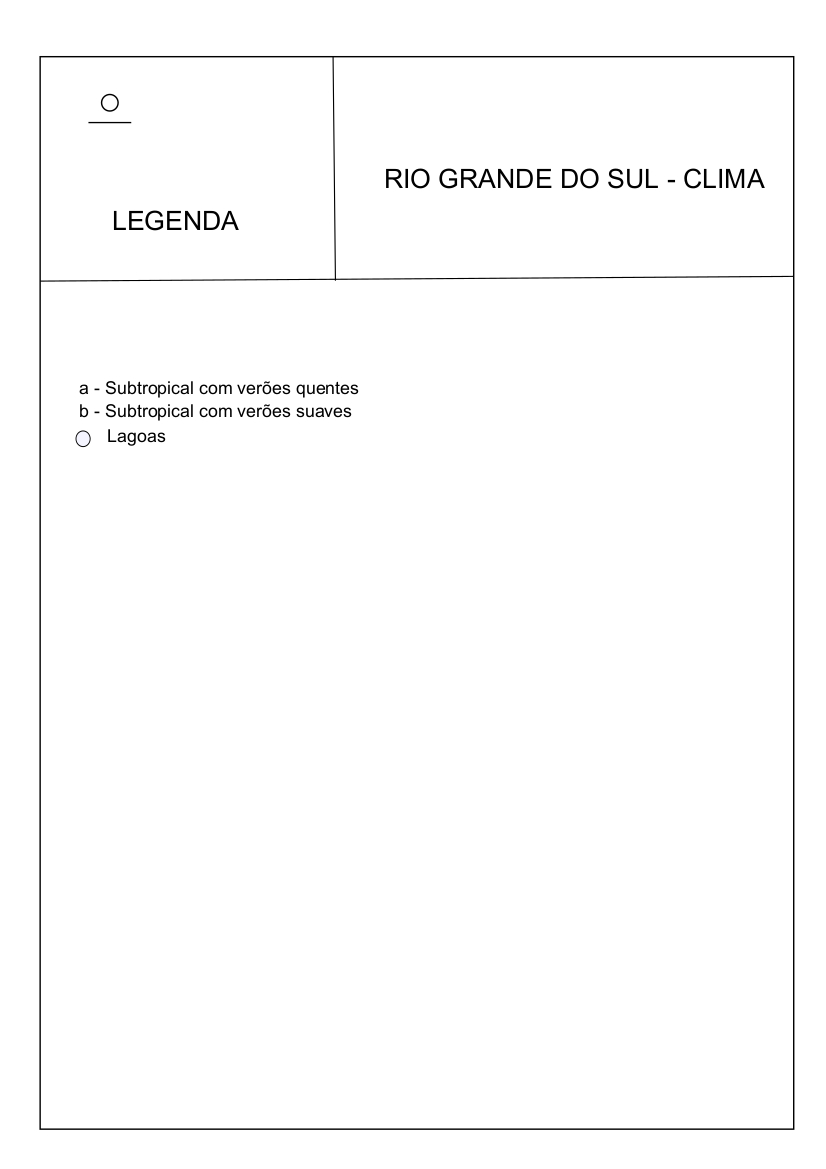 LEGENDA
RIO GRANDE DO SUL - CLIMA
a - Subtropical com verões quentes
b - Subtropical com verões suaves
Lagoas